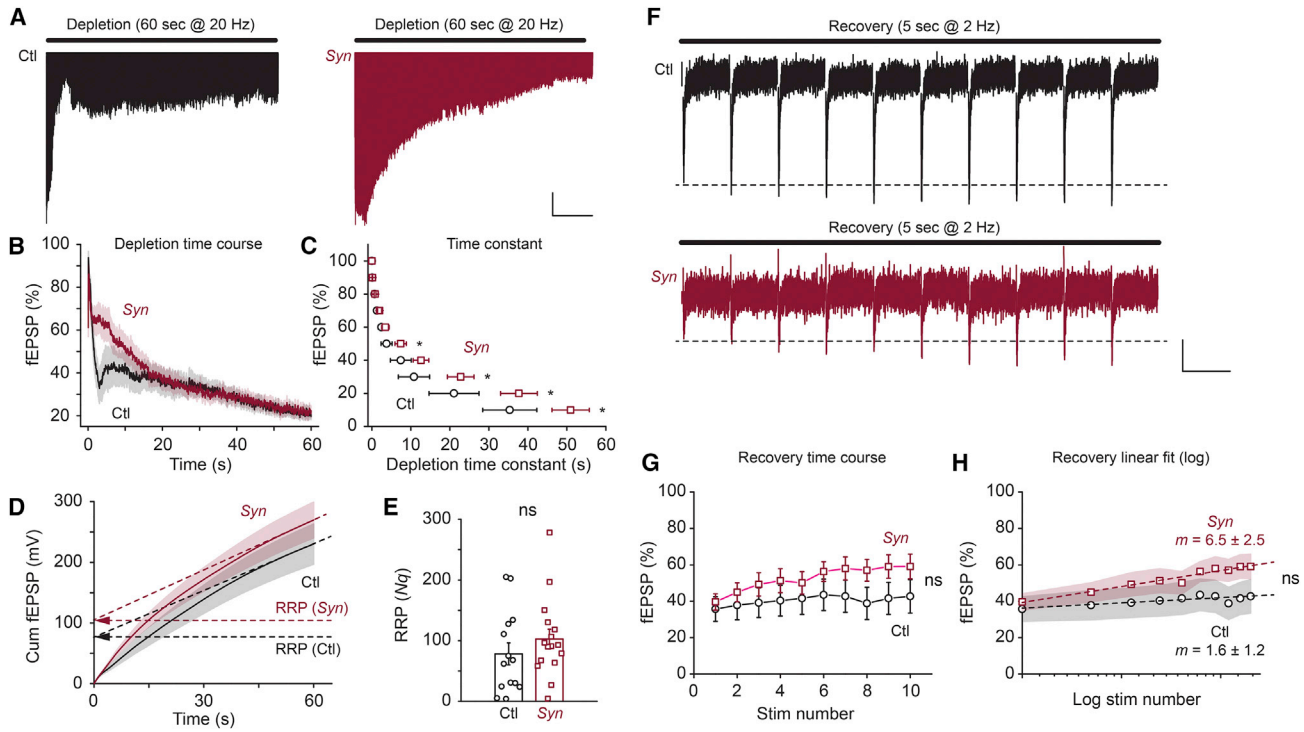 A
Depletion (60 sec @ 20 Hz)
Depletion (60 sec @ 20 Hz)
Ctl
Syn
B
Depletion time course
fEPSP (%)
100
80
60
40
20
Syn
Ctl
0
20
40
60
Time (s)
C
Time constant
fEPSP (%)
100
80
60
40
20
0
*
Syn
*
*
*
Ctl
0
10
20
30
40
50
60
Depletion time constant (s)
D
Cum fEPSP (mV)
300
200
100
0
Syn
Ctl
RRP (Syn)
RRP (Ctl)
0
30
60
Time (s)
E
ns
RRP (Nq)
300
200
100
0
Ctl
Syn
F
Recovery (5 sec @ 2 Hz)
Ctl
Recovery (5 sec @ 2 Hz)
Syn
G
Recovery time course
fEPSP (%)
100
80
60
40
20
0
Syn
ns
Ctl
0
2
4
6
8
10
Stim number
H
Recovery linear fit (log)
fEPSP (%)
100
80
60
40
20
0
Syn
m = 6.5 ± 2.5
ns
Ctl
m = 1.6 ± 1.2
Log stim number